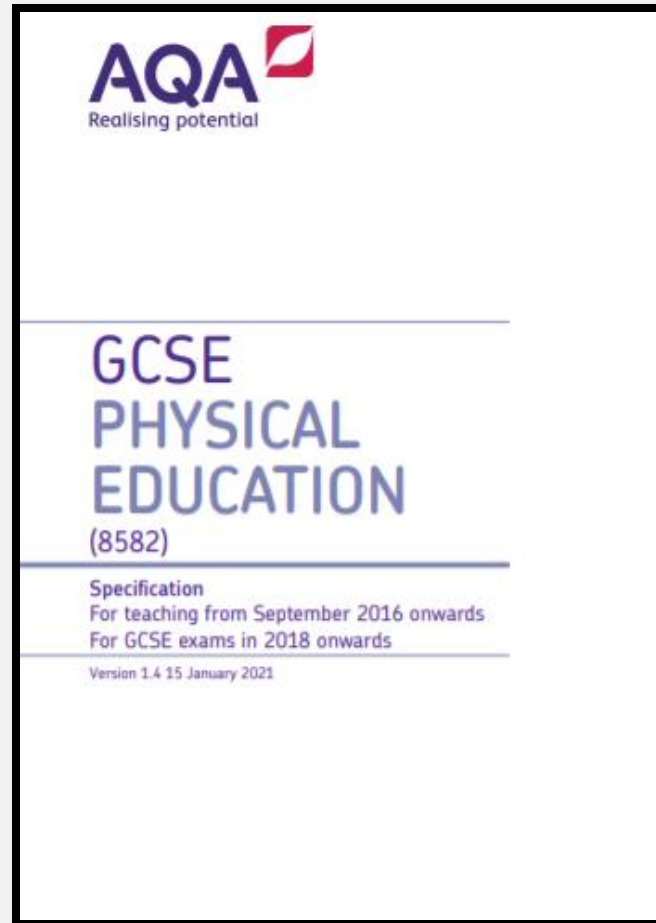 AQA
Realising potential
GCSE
PHYSICAL
EDUCATION
(8582)
Specification
For teaching from September 2016 onwards
For GCSE exams in 2018 onwards
Version 1.4 15 January 2021